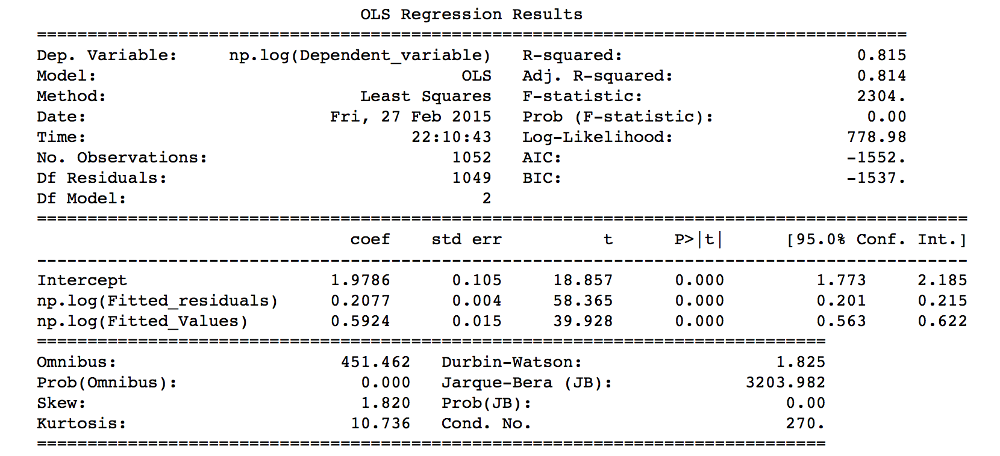 OLS Regression Results
==============================================================================
Dep. Variable: np.log(Dependent_variable) R-squared: 0.815
Model: OLS Adj. R-squared: 0.814
Method: Least Squares F-statistic: 2304.
Date: Fri, 27 Feb 2015 Prob (F-statistic): 0.00
Time: 22:10:43 Log-Likelihood: 778.98
No. Observations: 1052 AIC: -1552.
Df Residuals: 1049 BIC: -1537.
Df Model: 2
==============================================================================
coef std err t P>|t| [95.0% Conf. Int.]
------------------------------------------------------------------------------
Intercept 1.9786 0.105 18.857 0.000 1.773 2.185
np.log(Fitted_residuals) 0.2077 0.004 58.365 0.000 0.201 0.215
np.log(Fitted_Values) 0.5924 0.015 39.928 0.000 0.563 0.622
==============================================================================
Omnibus: 451.462 Durbin-Watson: 1.825
Prob(Omnibus): 0.000 Jarque-Bera (JB): 3203.982
Skew: 1.820 Prob(JB): 0.00
Kurtosis: 10.736 Cond. No. 270.
==============================================================================